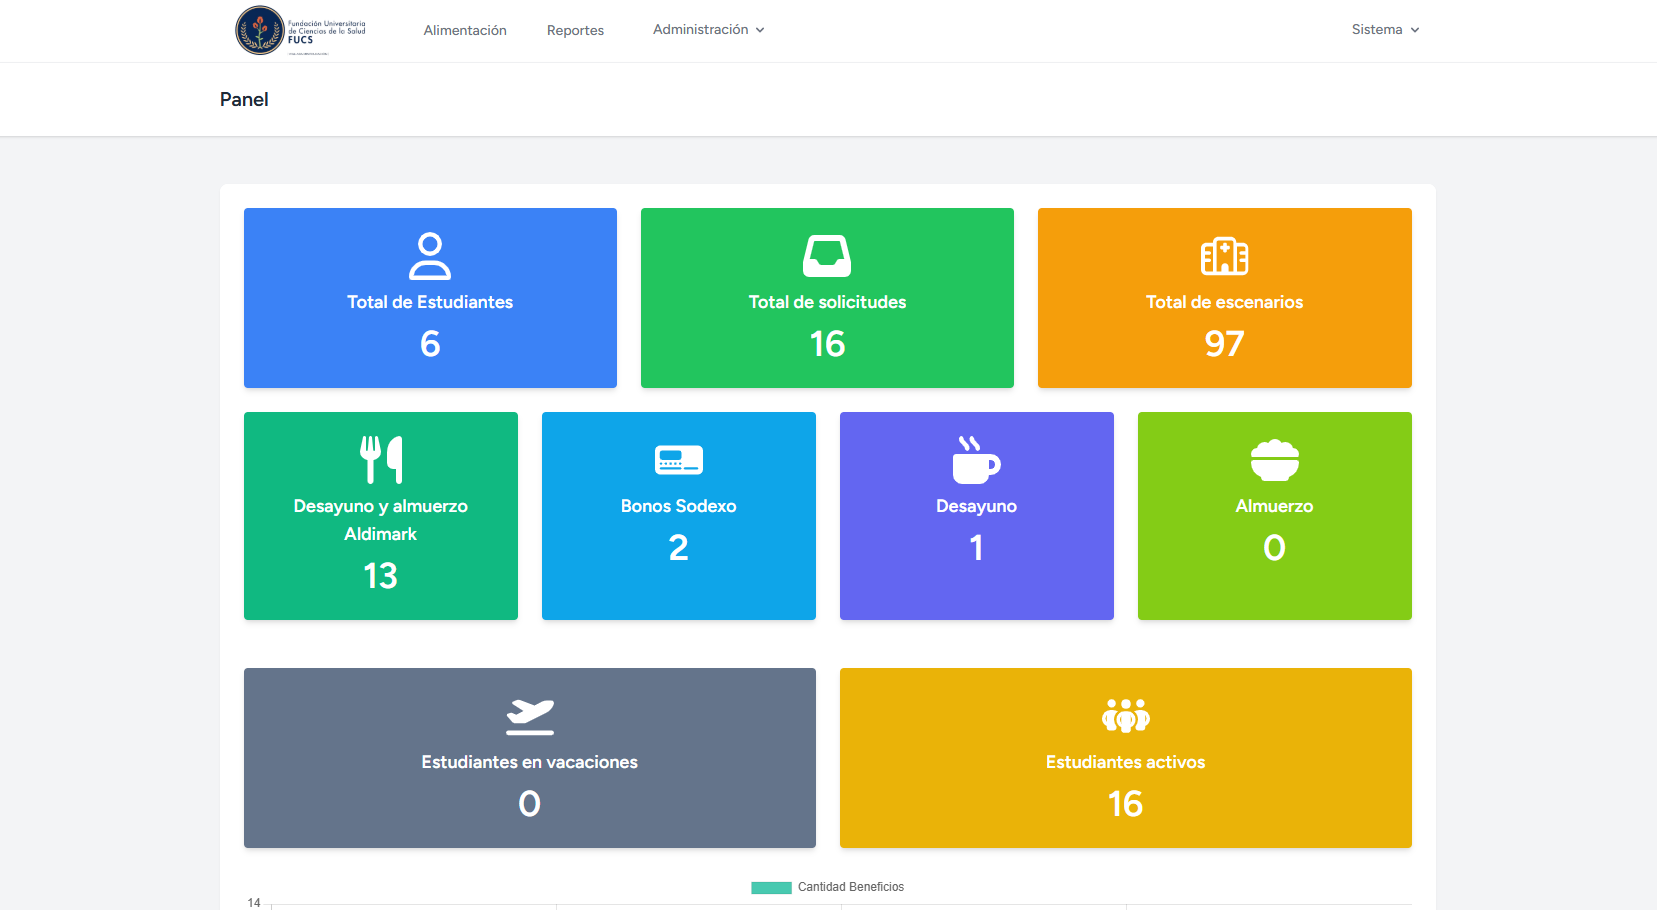 Fundación Universitaria
de Ciencias de la Salud
FUCS
Alimentación
Reportes
Administración
Sistema
Panel
Total de Estudiantes
6
Total de solicitudes
16
Total de escenarios
97
Desayuno y almuerzo
Aldimark
13
Bonos Sodexo
2
Desayuno
1
Almuerzo
0
Estudiantes en vacaciones
0
Estudiantes activos
16
Cantidad Beneficios
14